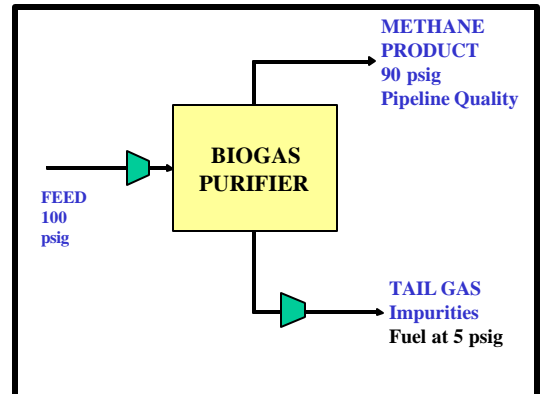 METHANE
PRODUCT
90 psig
Pipeline Quality
BIOGAS
PURIFIER
FEED
100
psig
TAIL GAS
Impurities
Fuel at 5 psig